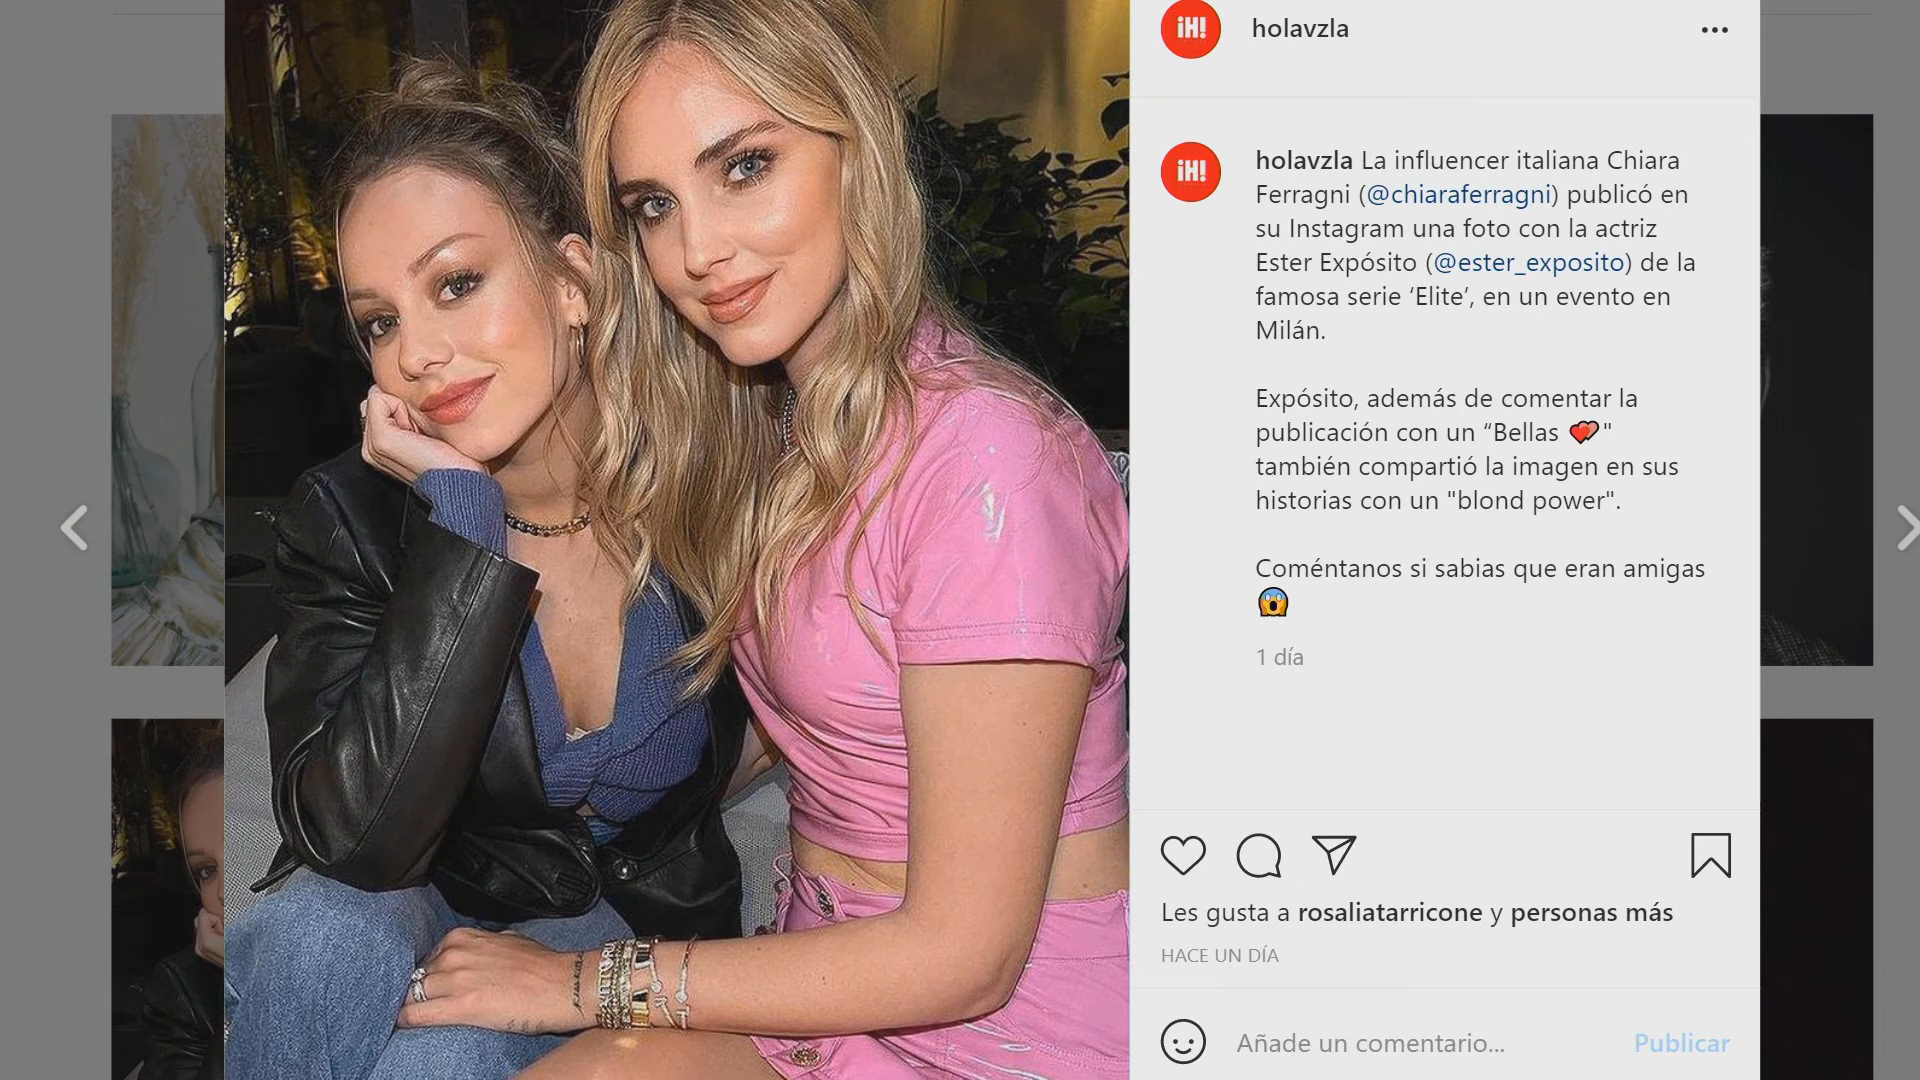 iH!
holavzla
iH!
holavzla La influencer italiana Chiara
Ferragni (@chiaraferragni) publicó en
su Instagram una foto con la actriz
Ester Expósito (@ester_exposito) de la
famosa serie ‘Elite’, en un evento en
Milán.
Expósito, además de comentar la
publicación con un “Bellas 💕"
también compartió la imagen en sus
historias con un "blond power".
Coméntanos si sabias que eran amigas
😱
1 día
Les gusta a rosaliatarricone y personas más
HACE UN DÍA
Añade un comentario...
Publicar